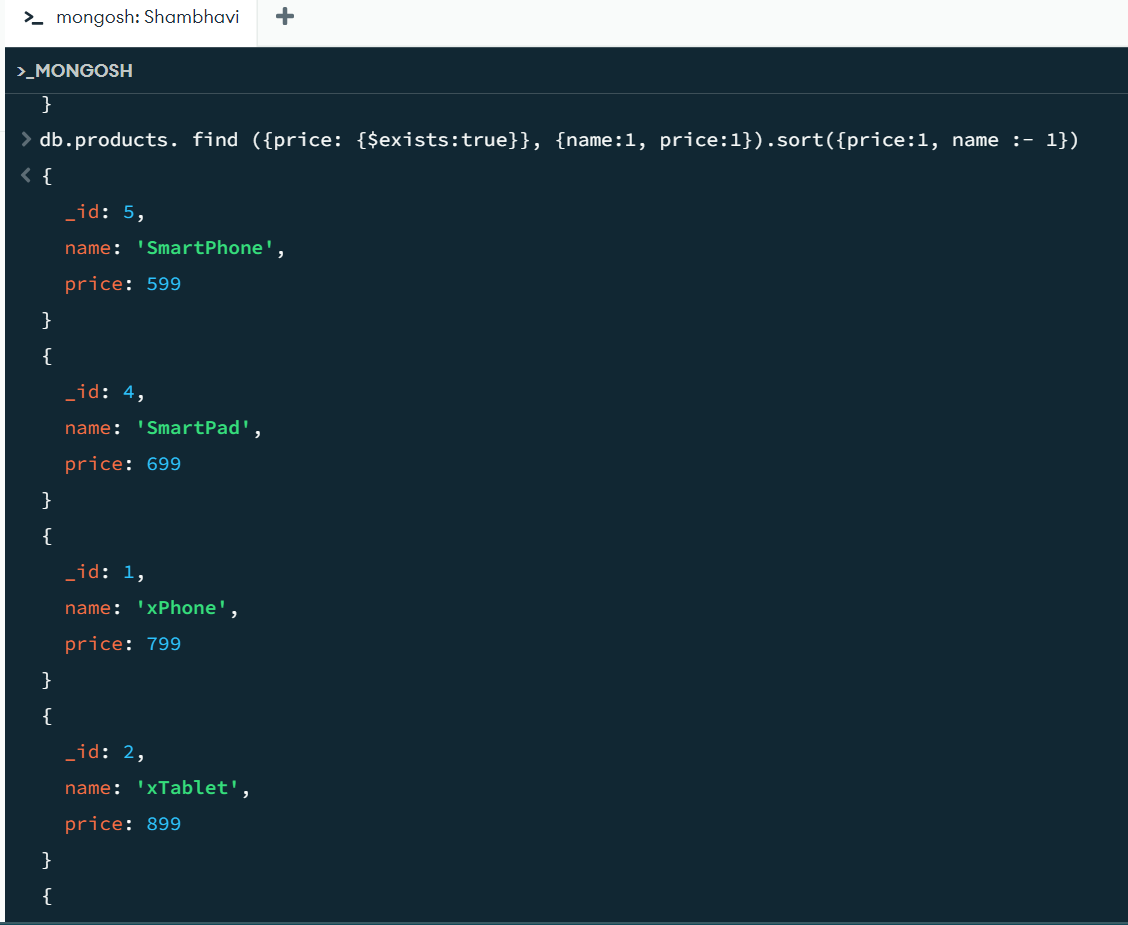 >_ mongosh: Shambhavi +
>_MONGOSH
}
> db.products. find ({price: {$exists:true}}, {name:1, price:1}).sort({price:1, name :- 1})
< {
_id: 5,
name: 'SmartPhone',
price: 599
}
{
_id: 4,
name: 'SmartPad',
price: 699
}
{
_id: 1,
name: 'xPhone',
price: 799
}
{
_id: 2,
name: 'xTablet',
price: 899
}
{